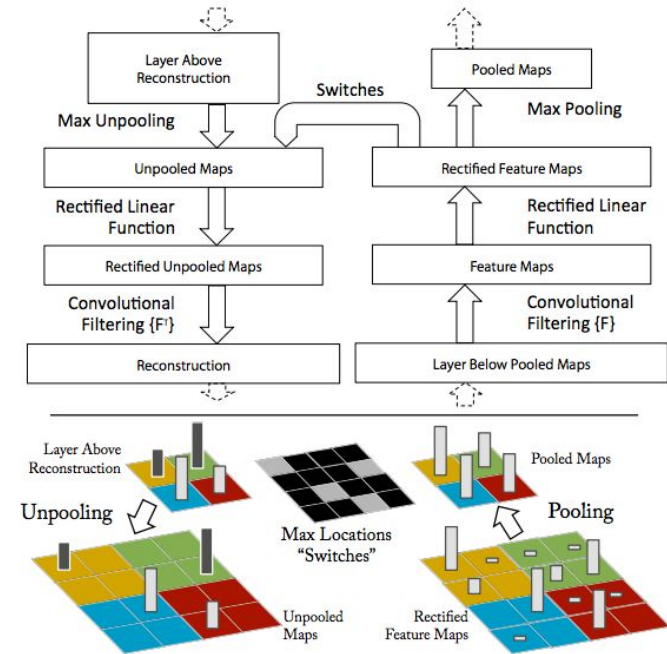 Layer Above
Reconstruction
Pooled Maps
Switches
Max Unpooling
Max Pooling
Unpooled Maps
Rectified Feature Maps
Rectified Linear
Function
Rectified Linear
Function
Rectified Unpooled Maps
Feature Maps
Convolutional
Filtering {Fᵀ}
Convolutional
Filtering {F}
Reconstruction
Layer Below Pooled Maps
Layer Above
Reconstruction
Pooled Maps
Unpooling
Max Locations
"Switches"
Pooling
Unpooled
Maps
Rectified
Feature Maps